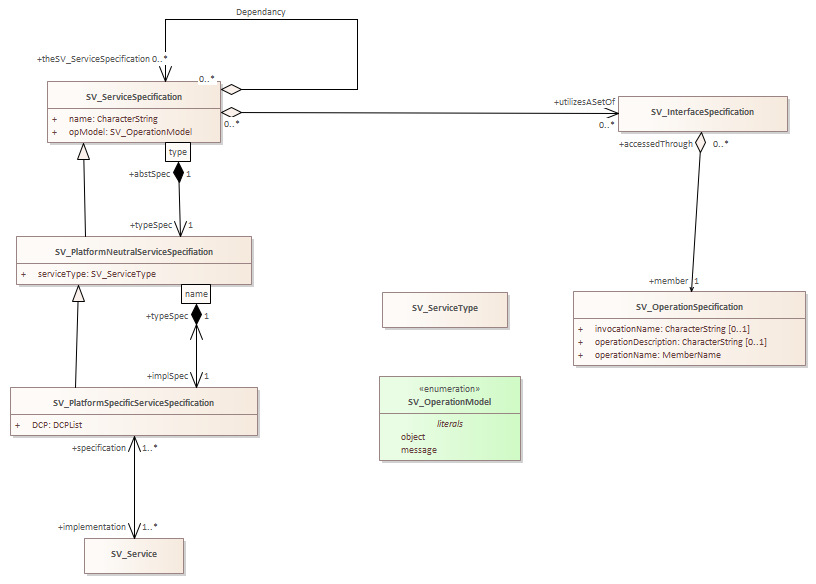 Dependancy
+theSV_ServiceSpecification 0..*
0..*
SV_ServiceSpecification
+ name: CharacterString
+ opModel: SV_OperationModel
0..*
+utilizesASetOf
0..*
SV_InterfaceSpecification
+accessedThrough 0..*
type
+abstSpec 1
+typeSpec 1
SV_PlatformNeutralServiceSpecifiation
+ serviceType: SV_ServiceType
name
+typeSpec 1
+implSpec 1
+member 1
SV_OperationSpecification
+ invocationName: CharacterString [0..1]
+ operationDescription: CharacterString [0..1]
+ operationName: MemberName
SV_ServiceType
«enumeration»
SV_OperationModel
literals
object
message
SV_PlatformSpecificServiceSpecification
+ DCP: DCPList
+specification 1..*
+implementation 1..*
SV_Service